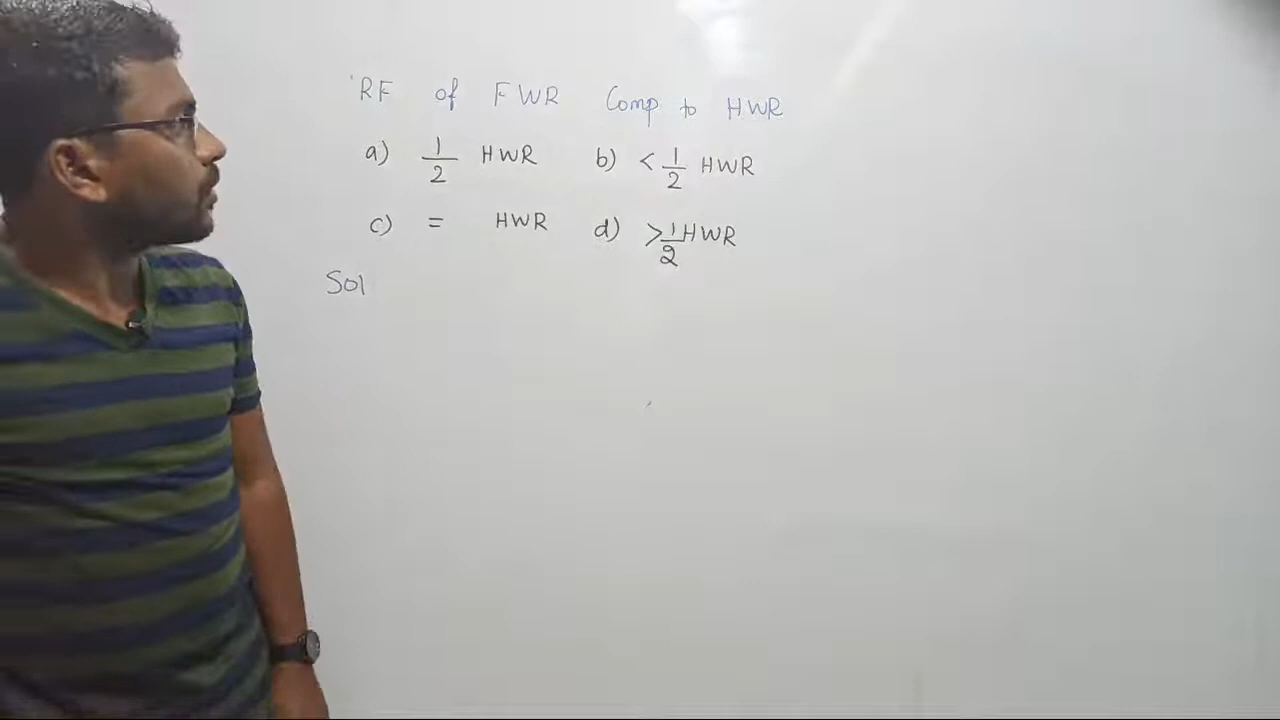 RF of FWR Comp to HWR
a) 1/2 HWR b) < 1/2 HWR
c) = HWR d) > 1/2 HWR
Sol